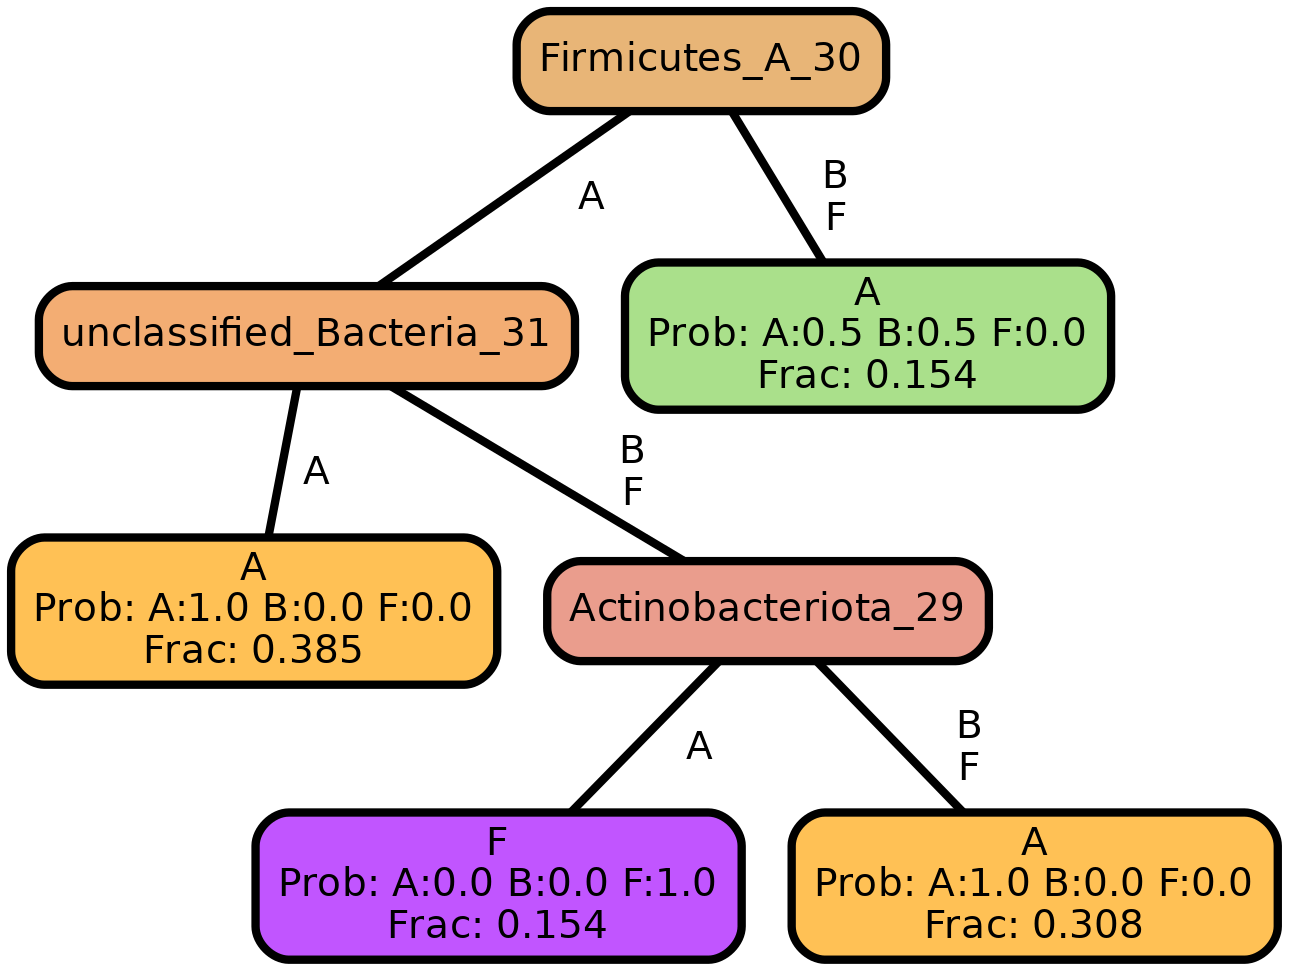 Firmicutes_A_30
A
B
F
unclassified_Bacteria_31
A
Prob: A:0.5 B:0.5 F:0.0
Frac: 0.154
A
B
F
A
Prob: A:1.0 B:0.0 F:0.0
Frac: 0.385
Actinobacteriota_29
A
B
F
F
Prob: A:0.0 B:0.0 F:1.0
Frac: 0.154
A
Prob: A:1.0 B:0.0 F:0.0
Frac: 0.308